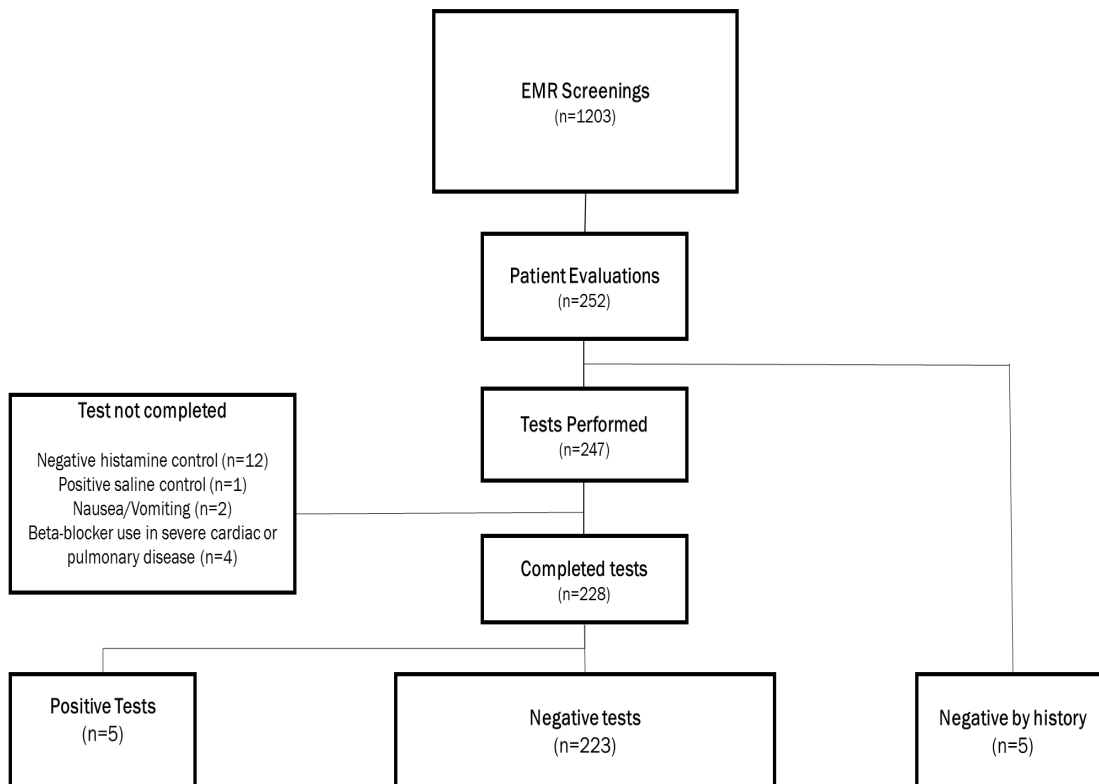 EMR Screenings
(n=1203)
Patient Evaluations
(n=252)
Tests Performed
(n=247)
Test not completed
Negative histamine control (n=12)
Positive saline control (n=1)
Nausea/Vomiting (n=2)
Beta-blocker use in severe cardiac or
pulmonary disease (n=4)
Completed tests
(n=228)
Positive Tests
(n=5)
Negative tests
(n=223)
Negative by history
(n=5)